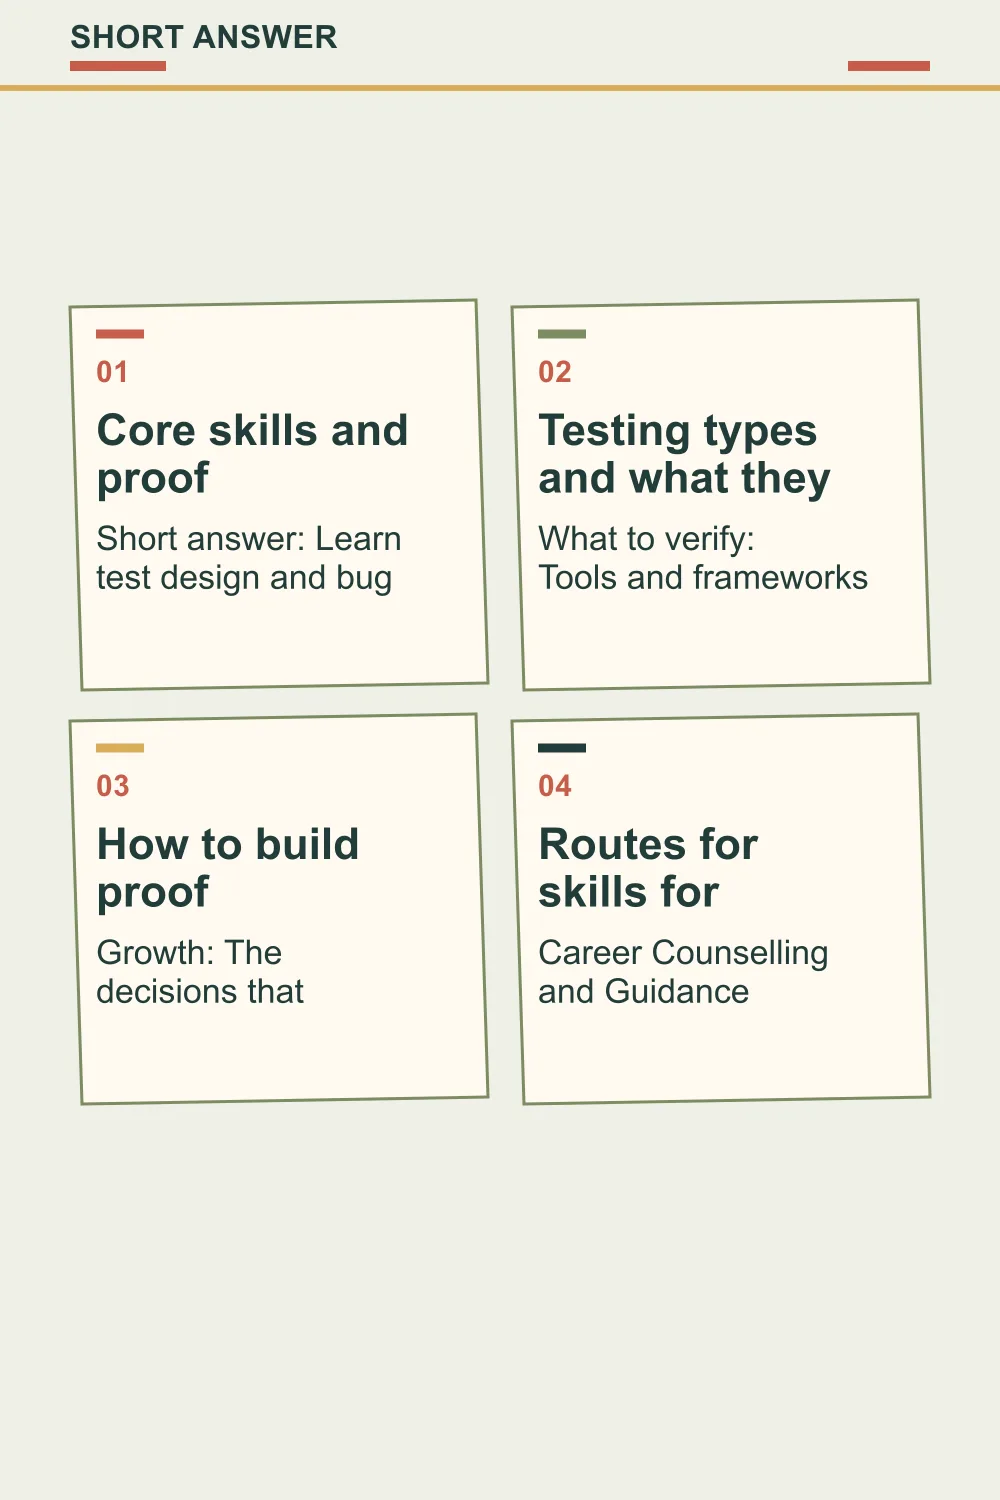 SHORT ANSWER
01
Core skills and
proof
Short answer: Learn
test design and bug
02
Testing types
and what they
What to verify:
Tools and frameworks
03
How to build
proof
Growth: The
decisions that
04
Routes for
skills for
Career Counselling
and Guidance